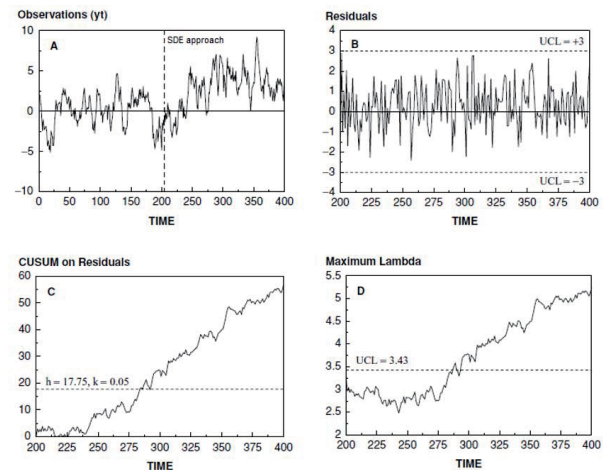 Observations (yt)
A
SDE approach
10
5
0
−5
−10
0 50 100 150 200 250 300 350 400
TIME
Residuals
B
UCL = +3
4
3
2
1
0
−1
−2
−3
−4
UCL = −3
200 225 250 275 300 325 350 375 400
TIME
CUSUM on Residuals
C
60
50
40
30
20
10
0
h = 17.75, k = 0.05
200 225 250 275 300 325 350 375 400
TIME
Maximum Lambda
D
5.5
5
4.5
4
3.5
3
2.5
2
UCL = 3.43
200 225 250 275 300 325 350 375 400
TIME